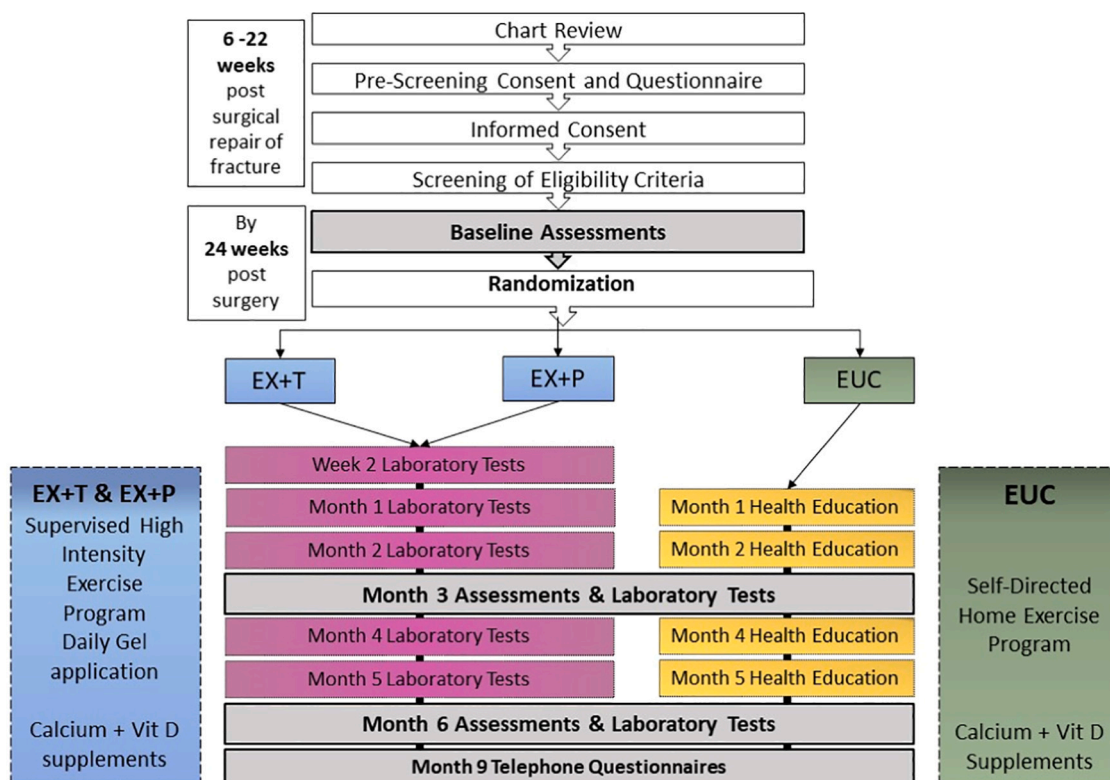 6 -22
weeks
post
surgical
repair of
fracture
Chart Review
Pre-Screening Consent and Questionnaire
Informed Consent
Screening of Eligibility Criteria
By
24 weeks
post
surgery
Baseline Assessments
Randomization
EX+T
EX+P
EUC
EX+T & EX+P
Supervised High
Intensity
Exercise
Program
Daily Gel
application
Calcium + Vit D
supplements
Week 2 Laboratory Tests
Month 1 Laboratory Tests
Month 1 Health Education
Month 2 Laboratory Tests
Month 2 Health Education
Month 3 Assessments & Laboratory Tests
Month 4 Laboratory Tests
Month 4 Health Education
Month 5 Laboratory Tests
Month 5 Health Education
Month 6 Assessments & Laboratory Tests
Month 9 Telephone Questionnaires
EUC
Self-Directed
Home Exercise
Program
Calcium + Vit D
Supplements